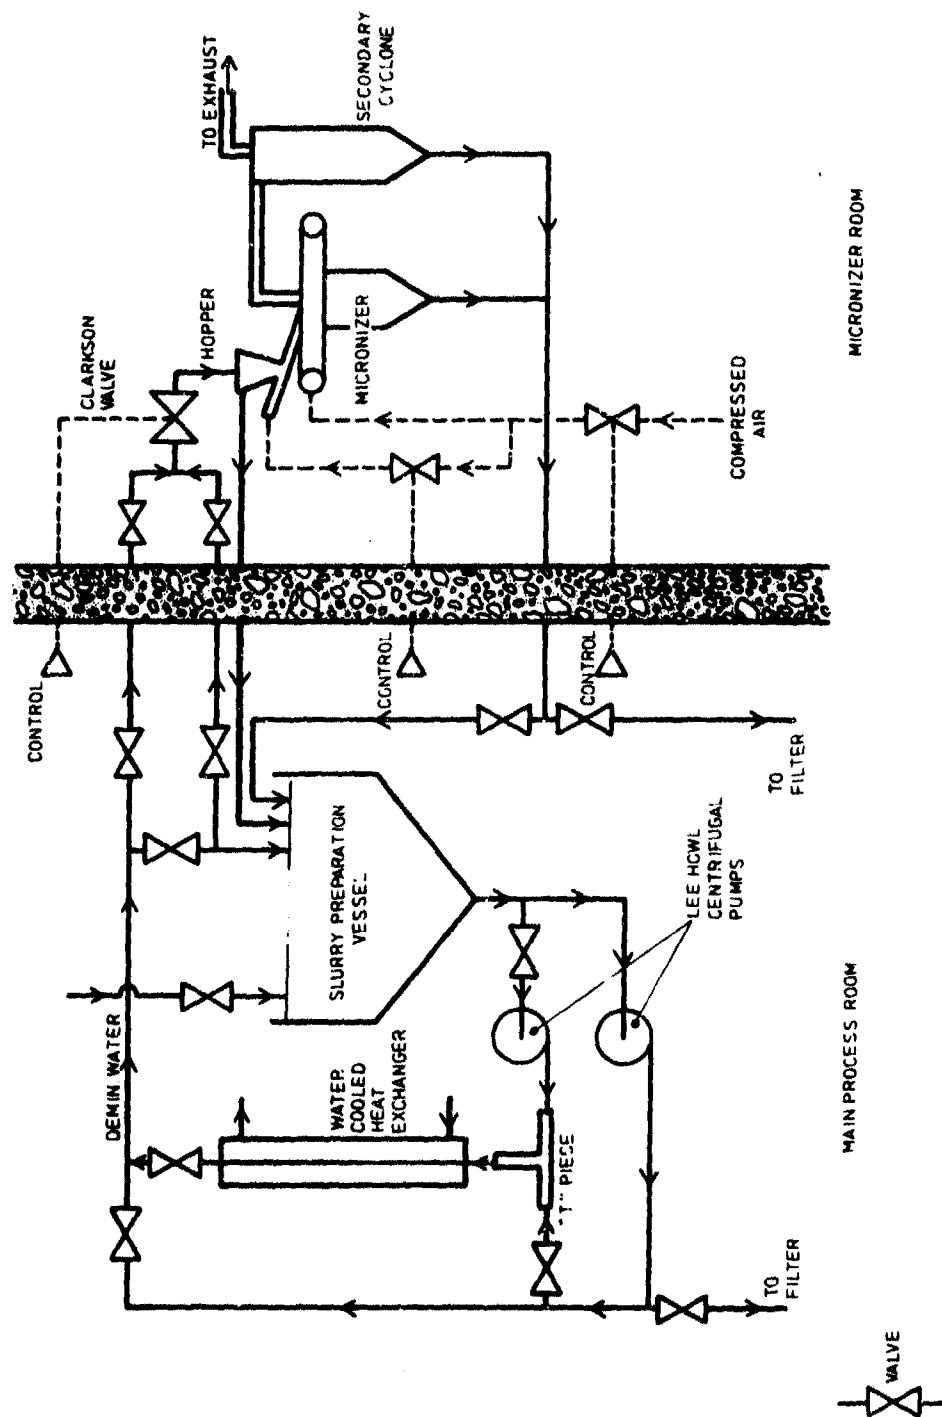 CONTROL
CLARKSON
VALVE
HOPPER
TO EXHAUST
DEMIN WATER
WATER
COOLED
HEAT
EXCHANGER
SLURRY PREPARATION
VESSEL
CONTROL
MICRONIZER
SECONDARY
CYCLONE
"T" PIECE
CONTROL
LEE HOWL
CENTRIFUGAL
PUMPS
COMPRESSED
AIR
TO
FILTER
TO
FILTER
MAIN PROCESS ROOM
MICRONIZER ROOM
VALVE